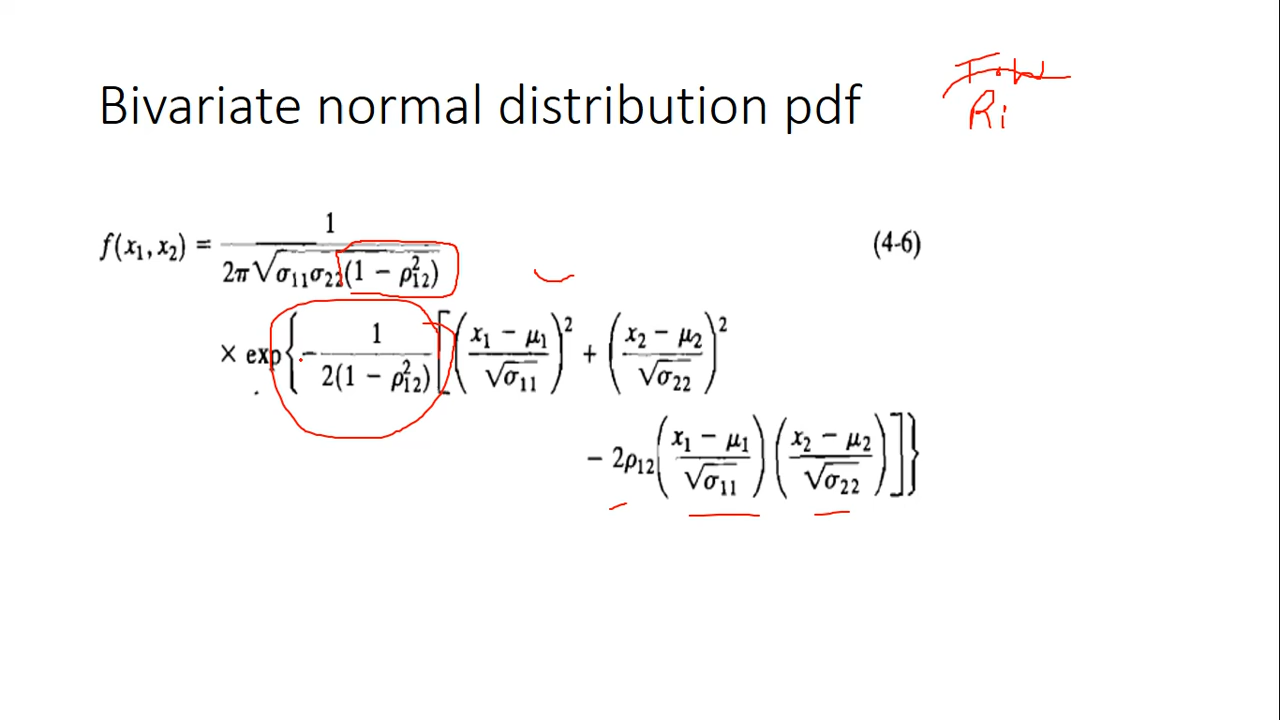 Bivariate normal distribution pdf
Ri
f(x₁, x₂) = 1 / 2π√σ₁₁σ₂₂(1 − ρ₁₂²) (4-6)
× exp{− 1 / 2(1 − ρ₁₂²) [((x₁ − μ₁) / √σ₁₁)² + ((x₂ − μ₂) / √σ₂₂)²
− 2ρ₁₂((x₁ − μ₁) / √σ₁₁)((x₂ − μ₂) / √σ₂₂)]}